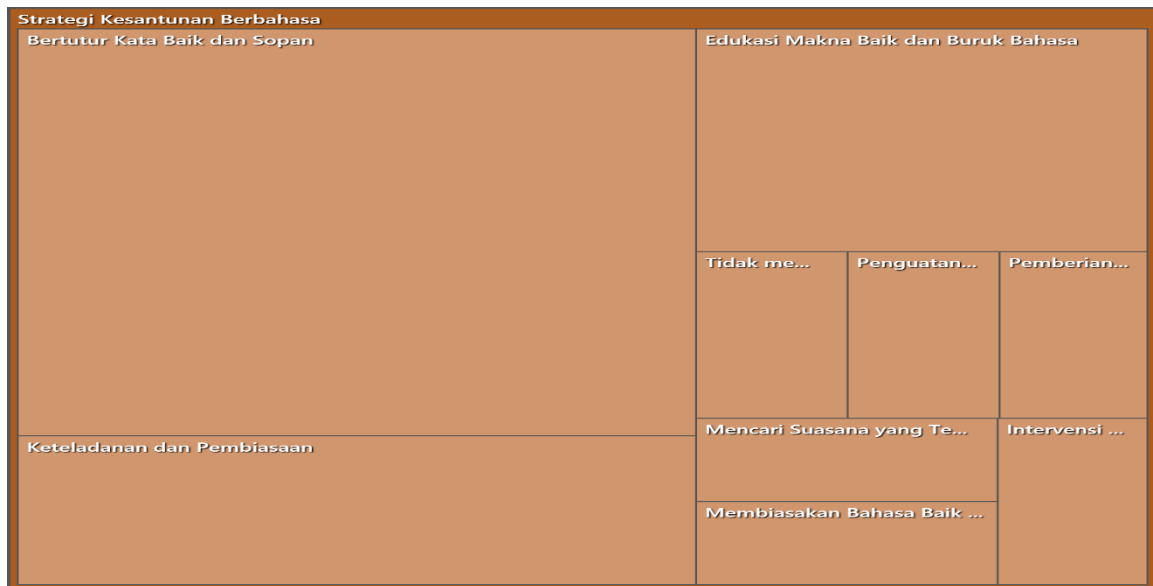 Strategi Kesantunan Berbahasa
Bertutur Kata Baik dan Sopan
Edukasi Makna Baik dan Buruk Bahasa
Tidak me...
Penguatan...
Pemberian...
Keteladanan dan Pembiasaan
Mencari Suasana yang Te...
Intervensi ...
Membiasakan Bahasa Baik ...